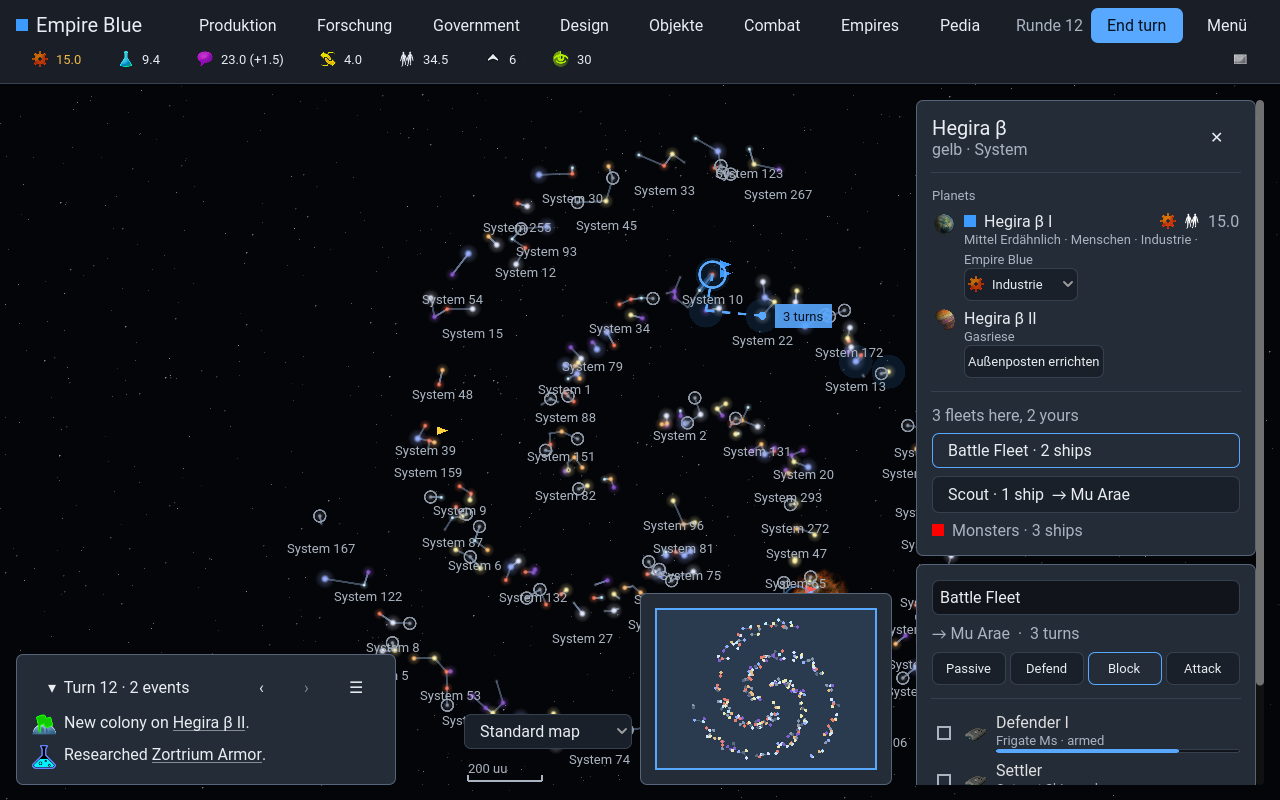 Empire Blue
Produktion
Forschung
Government
Design
Objekte
Combat
Empires
Pedia
Runde 12
End turn
Menü
15.0
9.4
23.0 (+1.5)
4.0
34.5
6
30
System 123
System 33
System 267
System 30
System 45
System 255
System 93
System 12
System 54
System 10
System 15
System 34
3 turns
System 22
System 172
System 79
System 13
System 1
System 48
System 88
System 2
System 39
System 151
System 131
System 159
System 20
System 82
System 293
System 9
System 96
System 272
System 87
System 167
System 81
System 47
System 6
System 75
System 65
System 122
System 132
System 27
System 8
System 53
System 74
Hegira β
gelb · System
Planets
Hegira β I
15.0
Mittel Erdähnlich · Menschen · Industrie ·
Empire Blue
Industrie
Hegira β II
Gasriese
Außenposten errichten
3 fleets here, 2 yours
Battle Fleet · 2 ships
Scout · 1 ship → Mu Arae
Monsters · 3 ships
Battle Fleet
→ Mu Arae · 3 turns
Passive
Defend
Block
Attack
Defender I
Frigate Ms · armed
Settler
▾ Turn 12 · 2 events
‹
›
☰
New colony on Hegira β II.
Researched Zortrium Armor.
Standard map
200 uu